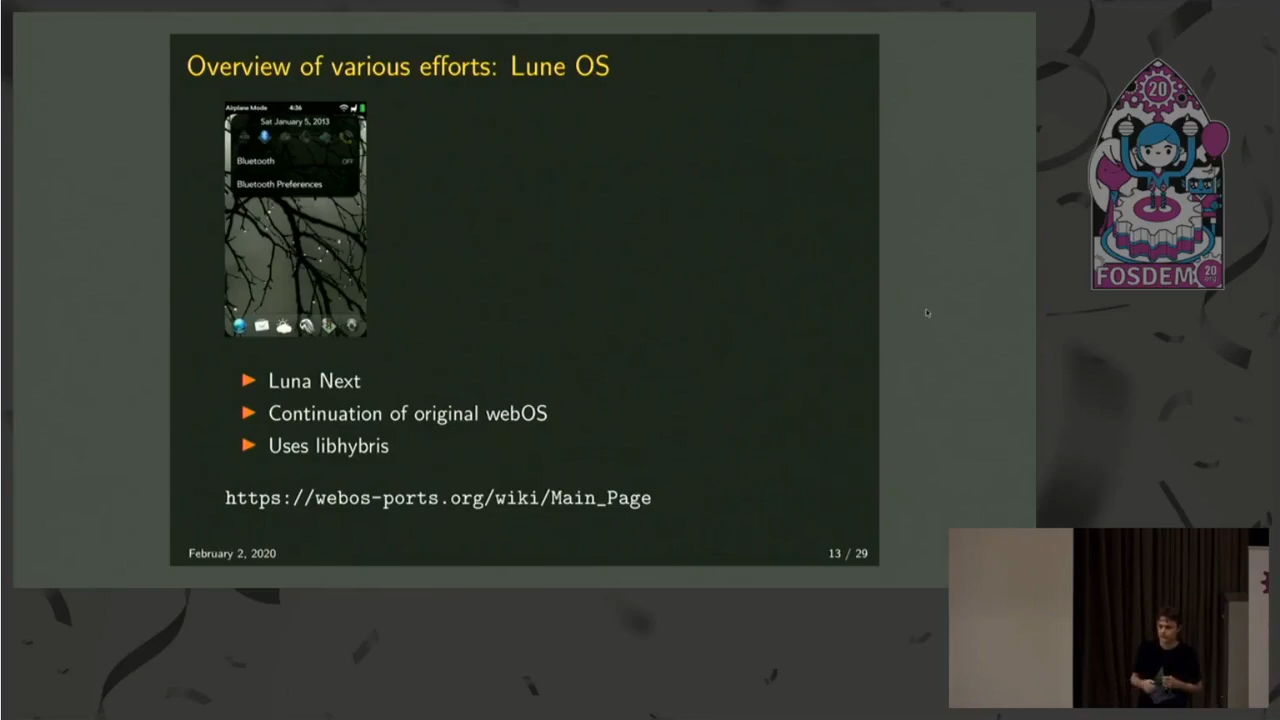 Overview of various efforts: Lune OS
Airplane Mode 4:36
Sat January 5, 2013
Bluetooth OFF
Bluetooth Preferences
Luna Next
Continuation of original webOS
Uses libhybris
https://webos-ports.org/wiki/Main_Page
February 2, 2020
13 / 29
20
FOSDEM
20
.org